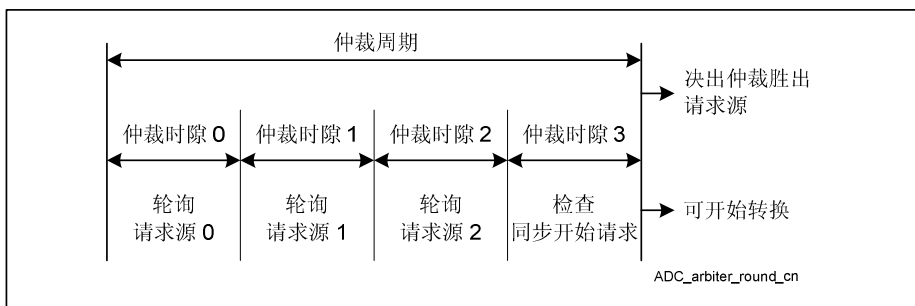 仲裁周期
决出仲裁胜出
请求源
仲裁时隙 0
仲裁时隙 1
仲裁时隙 2
仲裁时隙 3
轮询
请求源 0
轮询
请求源 1
轮询
请求源 2
检查
同步开始请求
可开始转换
ADC_arbiter_round_cn